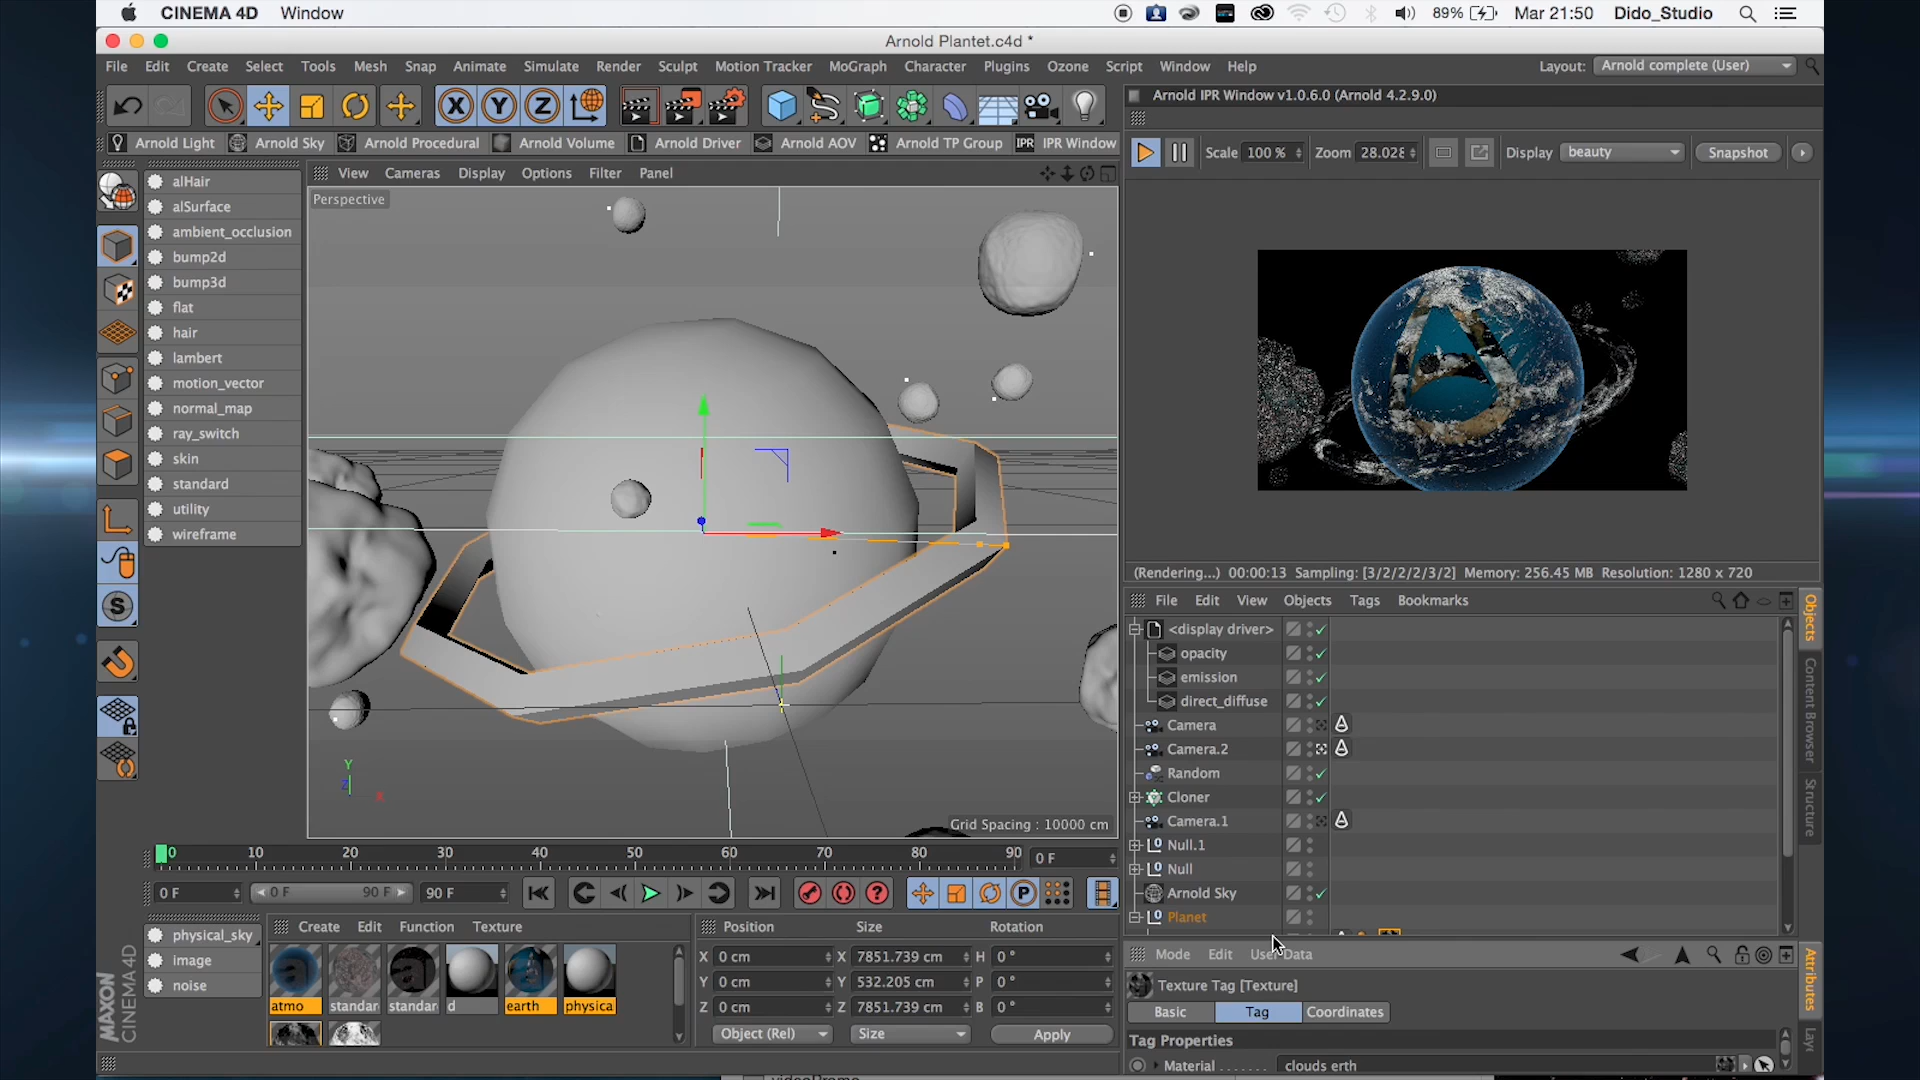 CINEMA 4D Window
89% Mar 21:50 Dido_Studio
Arnold Plantet.c4d *
File Edit Create Select Tools Mesh Snap Animate Simulate Render Sculpt Motion Tracker MoGraph Character Plugins Ozone Script Window Help
Layout: Arnold complete (User)
X Y Z
Arnold IPR Window v1.0.6.0 (Arnold 4.2.9.0)
Arnold Light Arnold Sky Arnold Procedural Arnold Volume Arnold Driver Arnold AOV Arnold TP Group IPR IPR Window
Scale 100 % Zoom 28.028 Display beauty Snapshot
View Cameras Display Options Filter Panel
Perspective
alHair
alSurface
ambient_occlusion
bump2d
bump3d
flat
hair
lambert
motion_vector
normal_map
ray_switch
skin
standard
utility
wireframe
S
Y
Z
X
Grid Spacing : 10000 cm
(Rendering...) 00:00:13 Sampling: [3/2/2/2/3/2] Memory: 256.45 MB Resolution: 1280 x 720
File Edit View Objects Tags Bookmarks
<display driver>
opacity
emission
direct_diffuse
Camera
Camera.2
Random
Cloner
Camera.1
Null.1
Null
Arnold Sky
Planet
Objects
Content Browser
Structure
0 10 20 30 40 50 60 70 80 90 0 F
0 F 0 F 90 F 90 F
P
physical_sky
image
noise
Create Edit Function Texture
atmo standar standar d earth physica
MAXON
CINEMA 4D
Position Size Rotation
X 0 cm X 7851.739 cm H 0 °
Y 0 cm Y 532.205 cm P 0 °
Z 0 cm Z 7851.739 cm B 0 °
Object (Rel) Size Apply
Mode Edit User Data
Texture Tag [Texture]
Basic Tag Coordinates
Tag Properties
Material . . . . . . . clouds erth
Attributes